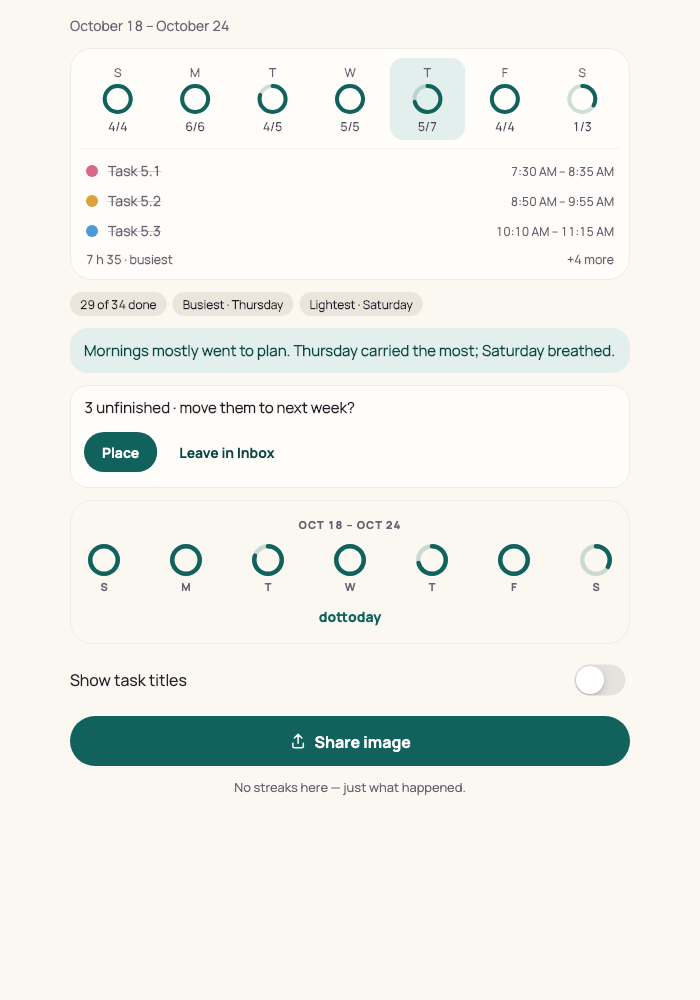 October 18 – October 24
S M T W T F S
4/4 6/6 4/5 5/5 5/7 4/4 1/3
Task 5.1 7:30 AM – 8:35 AM
Task 5.2 8:50 AM – 9:55 AM
Task 5.3 10:10 AM – 11:15 AM
7 h 35 · busiest +4 more
29 of 34 done Busiest · Thursday Lightest · Saturday
Mornings mostly went to plan. Thursday carried the most; Saturday breathed.
3 unfinished · move them to next week?
Place Leave in Inbox
OCT 18 – OCT 24
S M T W T F S
dottoday
Show task titles
Share image
No streaks here — just what happened.